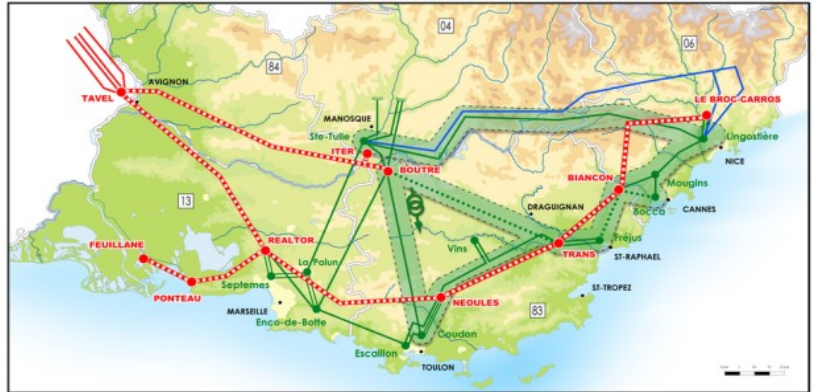 04
06
84
AVIGNON
TAVEL
LE BROC-CARROS
MANOSQUE
Ste-Tulle
Lingostière
ITER
NICE
BOUTRE
BIANCON
Mougins
13
DRAGUIGNAN
Bocca
CANNES
FEUILLANE
REALTOR
Vins
Fréjus
TRANS
ST-RAPHAEL
La Palun
Septemes
PONTEAU
NEOULES
ST-TROPEZ
MARSEILLE
Enco-de-Botte
83
Coudon
Escaillon
TOULON